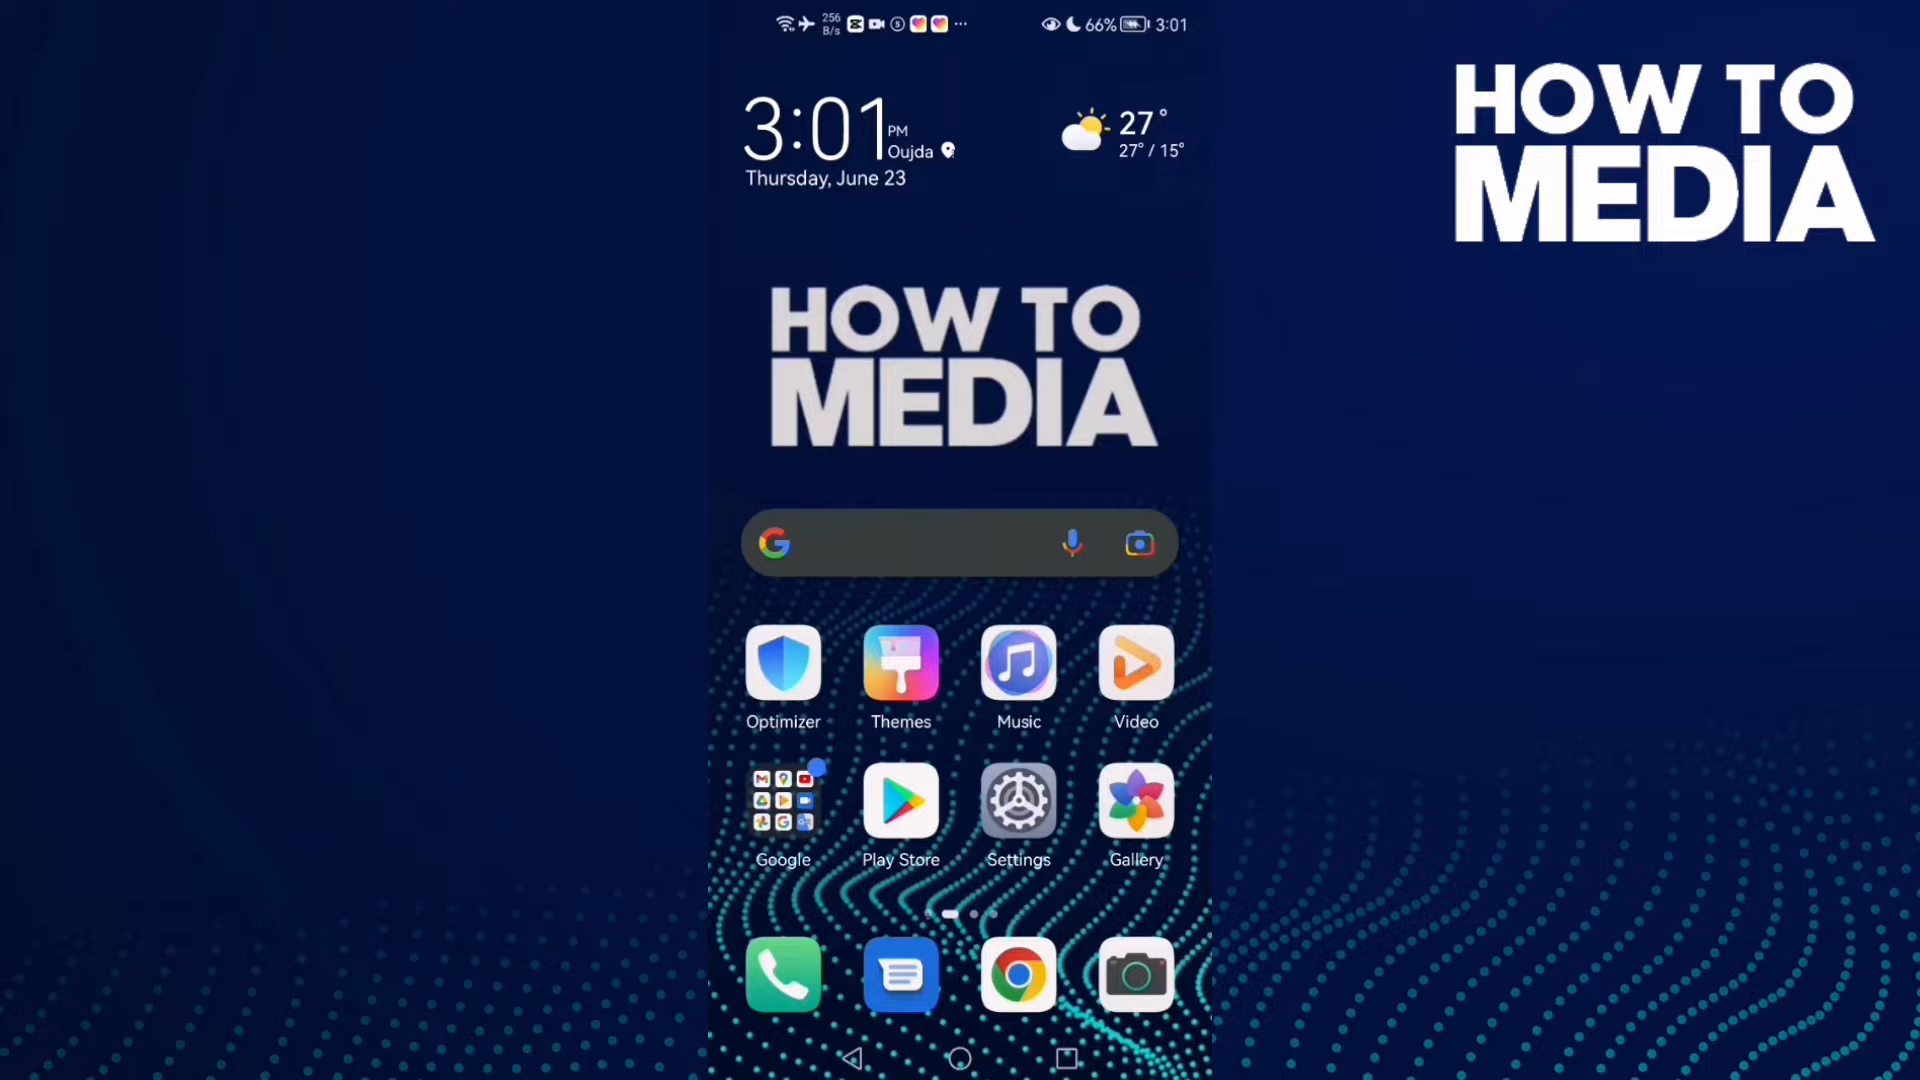 256 B/s 66% 3:01
3:01 PM
Oujda
Thursday, June 23
27°
27° / 15°
HOW TO
MEDIA
HOW TO
MEDIA
Optimizer Themes Music Video
Google Play Store Settings Gallery